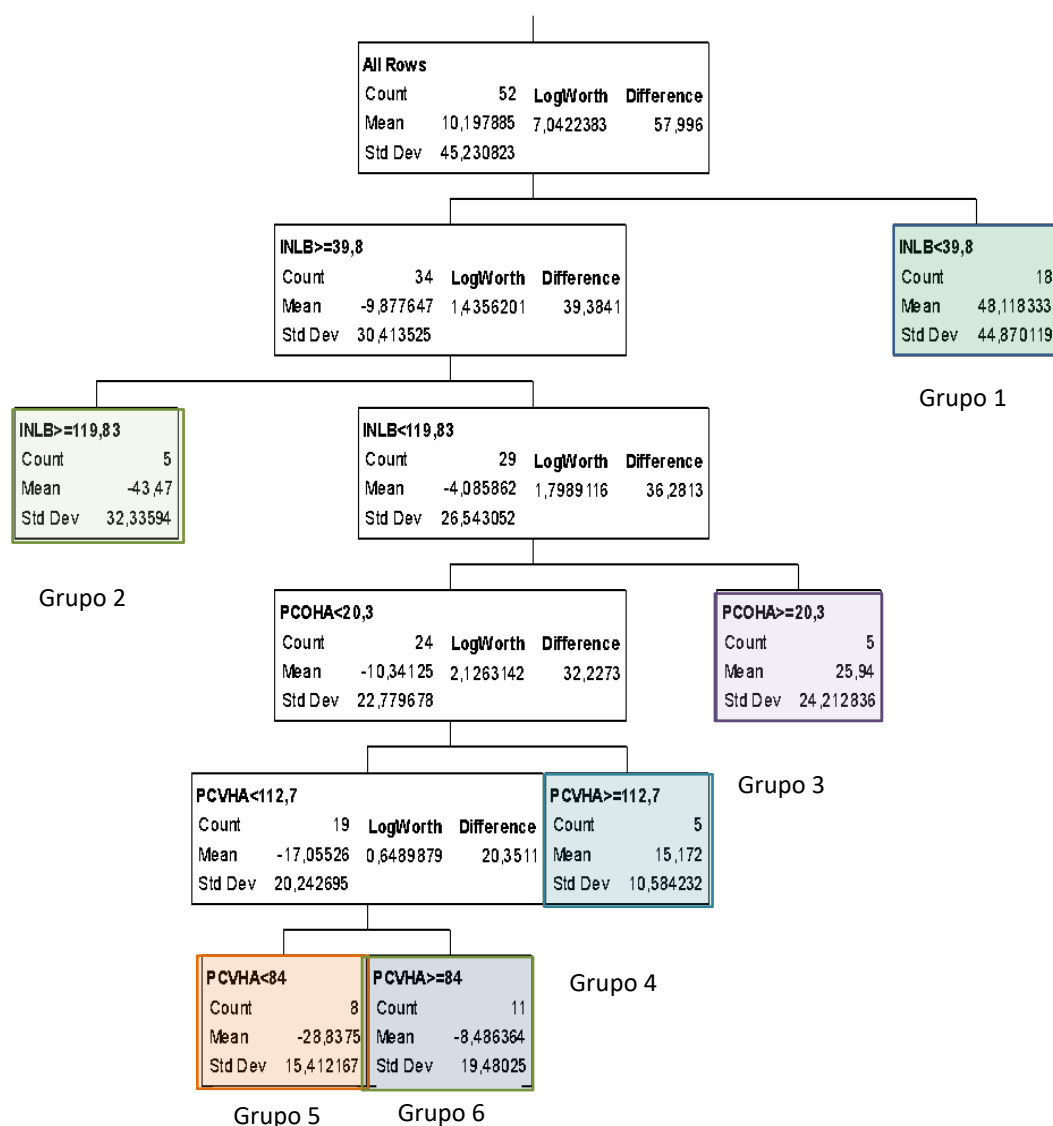 All Rows
Count 52 LogWorth Difference
Mean 10,197885 7,0422383 57,996
Std Dev 45,230823
INLB>=39,8
Count 34 LogWorth Difference
Mean -9,877647 1,4356201 39,3841
Std Dev 30,413525
INLB<39,8
Count 18
Mean 48,118333
Std Dev 44,870119
Grupo 1
INLB>=119,83
Count 5
Mean -43,47
Std Dev 32,33594
Grupo 2
INLB<119,83
Count 29 LogWorth Difference
Mean -4,085862 1,7989116 36,2813
Std Dev 26,543052
PCOHA<20,3
Count 24 LogWorth Difference
Mean -10,34125 2,1263142 32,2273
Std Dev 22,779678
PCOHA>=20,3
Count 5
Mean 25,94
Std Dev 24,212836
Grupo 3
PCVHA<112,7
Count 19 LogWorth Difference
Mean -17,05526 0,6489879 20,3511
Std Dev 20,242695
PCVHA>=112,7
Count 5
Mean 15,172
Std Dev 10,584232
Grupo 4
PCVHA<84
Count 8
Mean -28,8375
Std Dev 15,412167
Grupo 5
PCVHA>=84
Count 11
Mean -8,486364
Std Dev 19,48025
Grupo 6